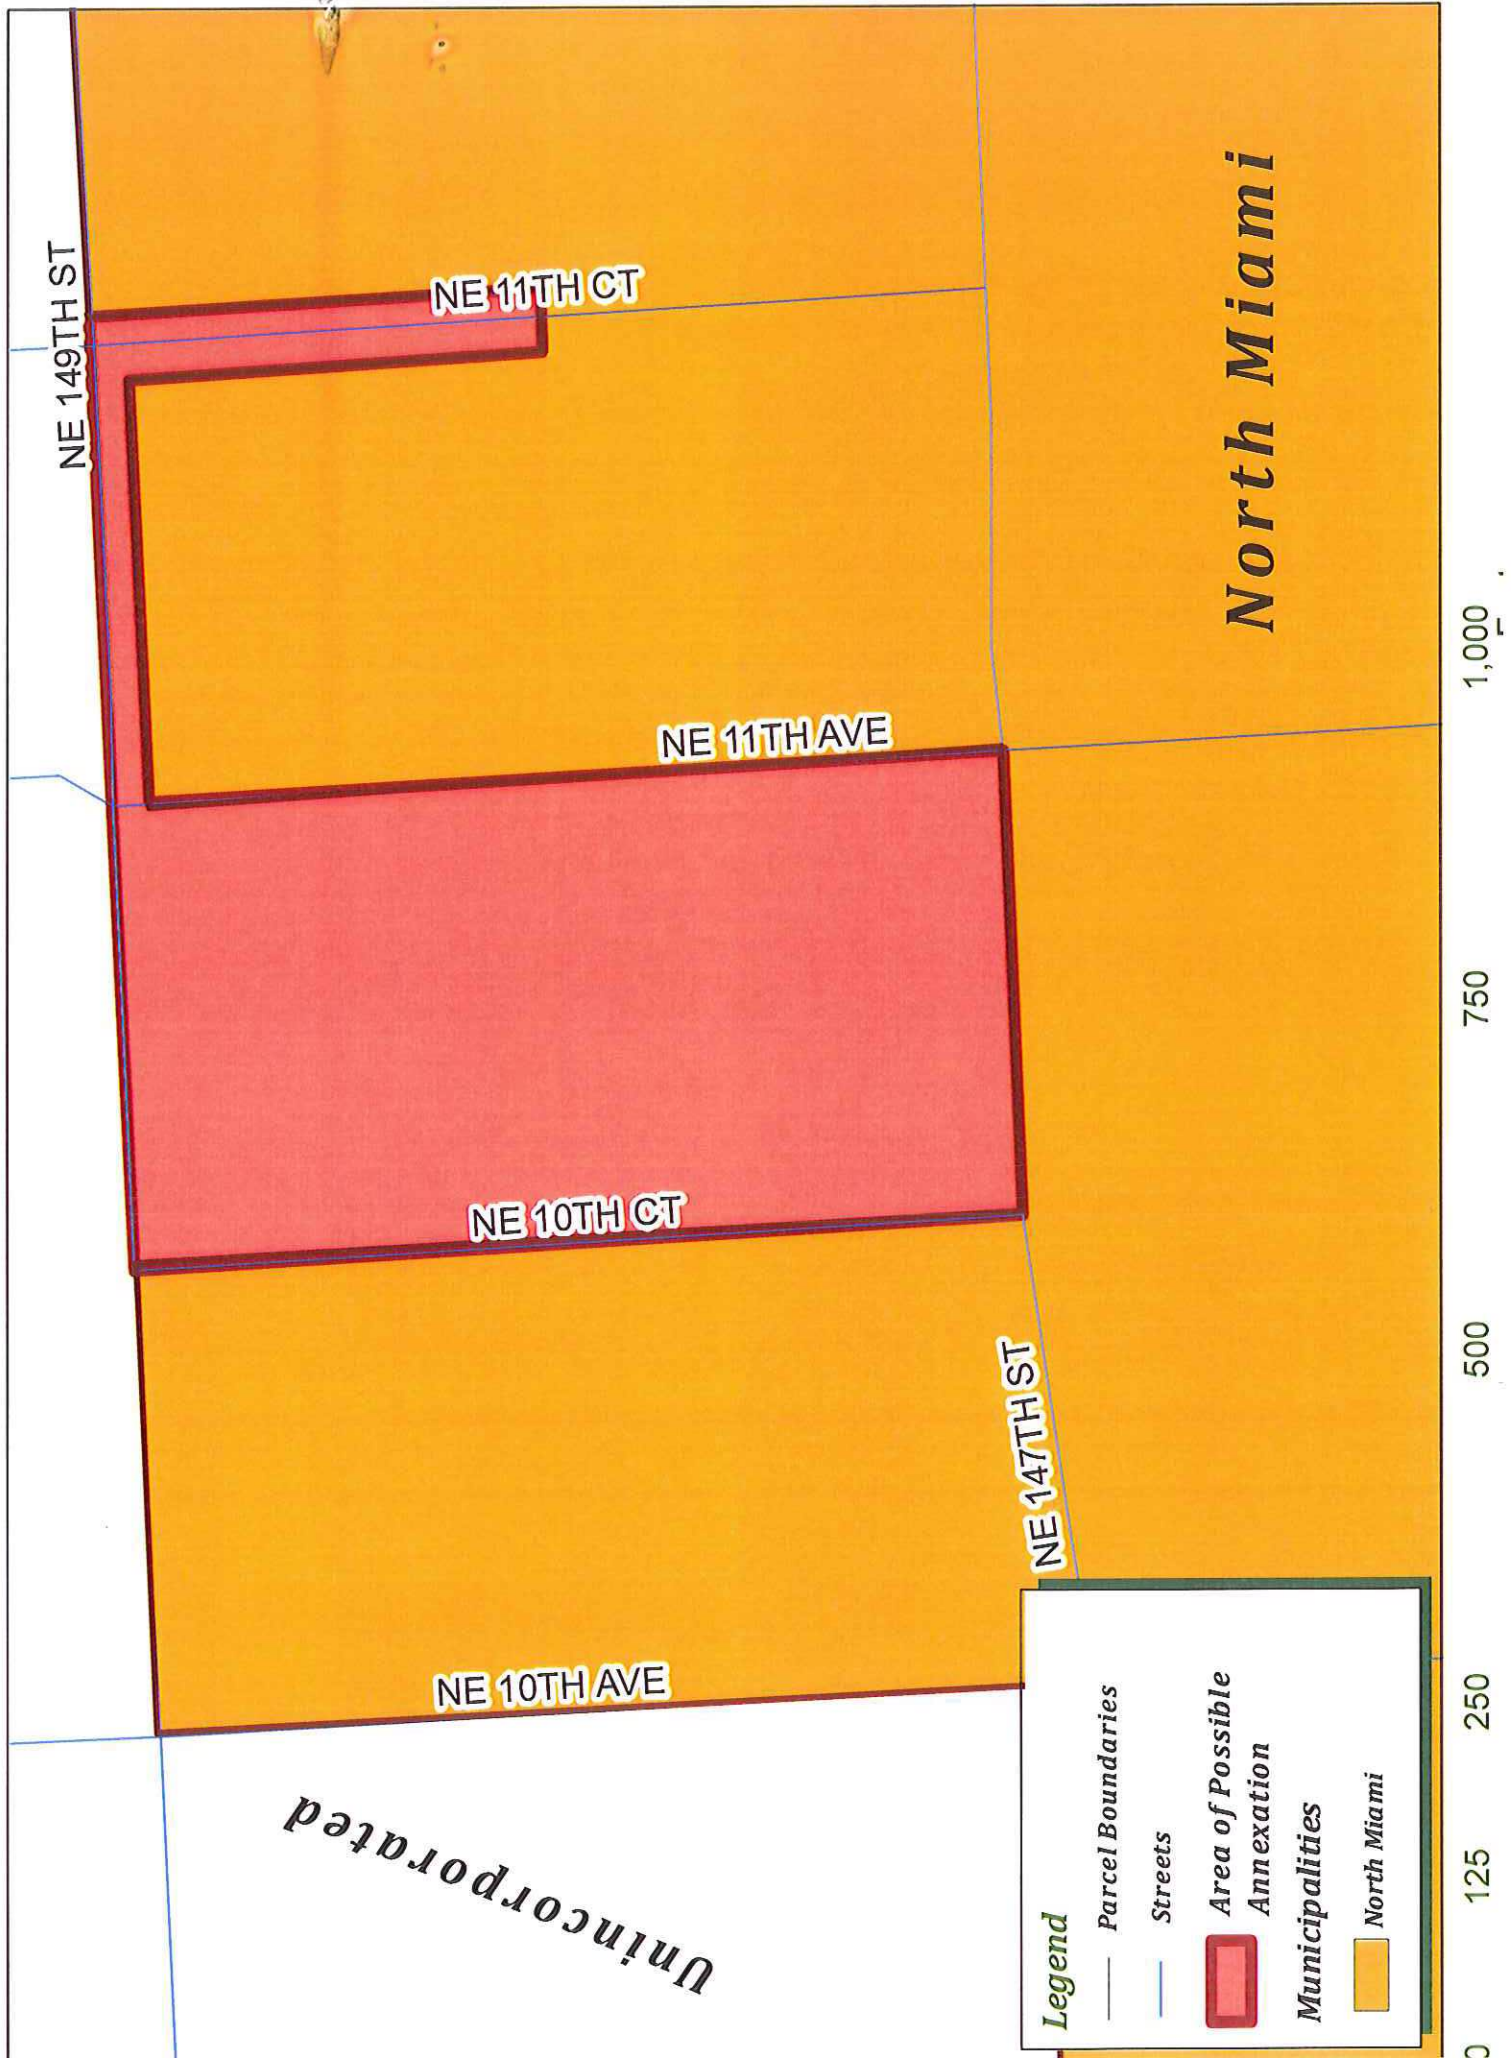 NE 149TH ST
NE 11TH CT
NE 11TH AVE
NE 10TH CT
NE 10TH AVE
NE 147TH ST
Unincorporated
North Miami
Legend
Parcel Boundaries
Streets
Area of Possible
Annexation
Municipalities
North Miami
125
250
500
750
1,000